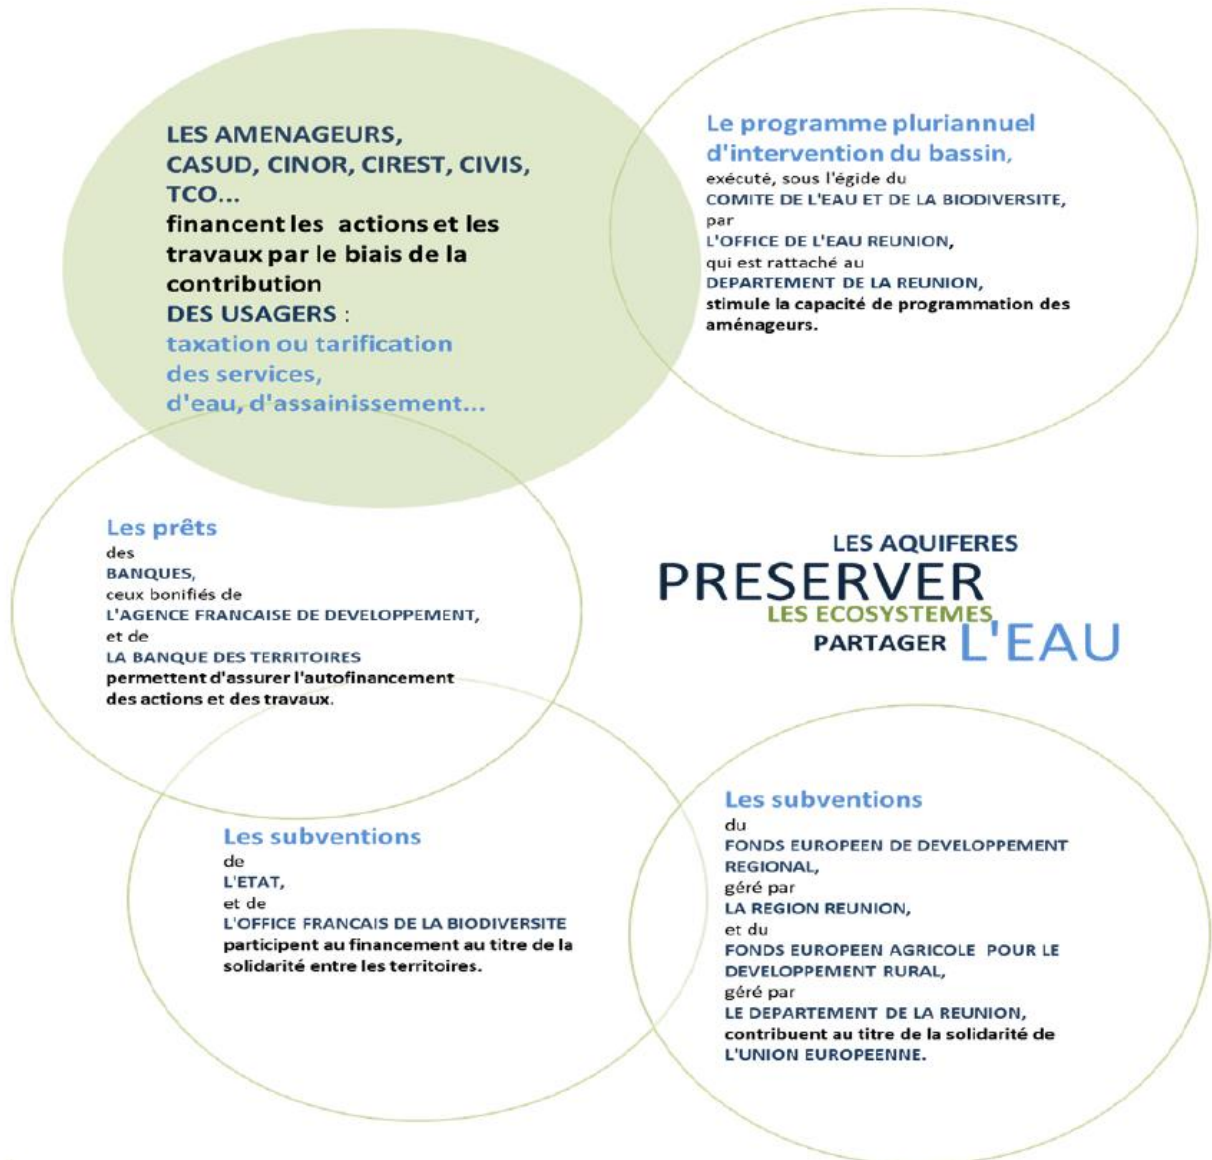 LES AMENAGEURS,
CASUD, CINOR, CIREST, CIVIS,
TCO...
financent les actions et les
travaux par le biais de la
contribution
DES USAGERS :
taxation ou tarification
des services,
d'eau, d'assainissement...
Le programme pluriannuel
d'intervention du bassin,
exécuté, sous l'égide du
COMITE DE L'EAU ET DE LA BIODIVERSITE,
par
L'OFFICE DE L'EAU REUNION,
qui est rattaché au
DEPARTEMENT DE LA REUNION,
stimule la capacité de programmation des
aménageurs.
Les prêts
des
BANQUES,
ceux bonifiés de
L'AGENCE FRANCAISE DE DEVELOPPEMENT,
et de
LA BANQUE DES TERRITOIRES
permettent d'assurer l'autofinancement
des actions et des travaux.
LES AQUIFERES
PRESERVER
LES ECOSYSTEMES
PARTAGER L'EAU
Les subventions
de
L'ETAT,
et de
L'OFFICE FRANCAIS DE LA BIODIVERSITE
participent au financement au titre de la
solidarité entre les territoires.
Les subventions
du
FONDS EUROPEEN DE DEVELOPPEMENT
REGIONAL,
géré par
LA REGION REUNION,
et du
FONDS EUROPEEN AGRICOLE POUR LE
DEVELOPPEMENT RURAL,
géré par
LE DEPARTEMENT DE LA REUNION,
contribuent au titre de la solidarité de
L'UNION EUROPEENNE.